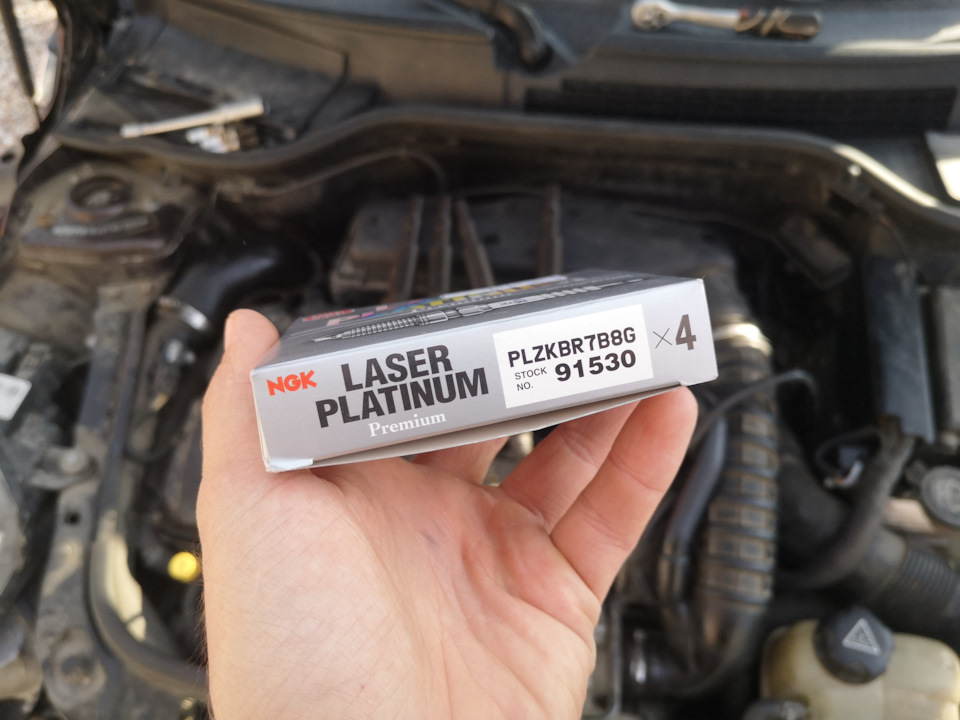 NGK
LASER
PLATINUM
Premium
PLZKBR7B8G
STOCK
NO. 91530
×4